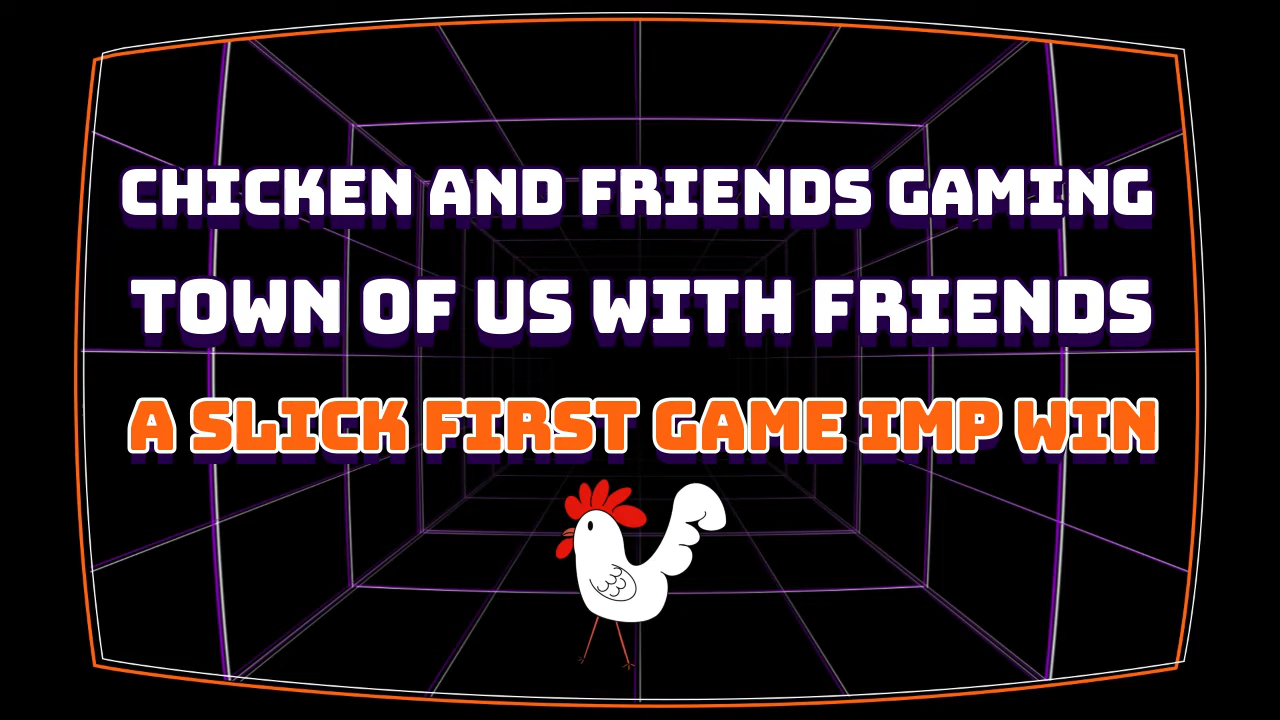 CHICKEN AND FRIENDS GAMING
TOWN OF US WITH FRIENDS
A SLICK FIRST GAME IMP WIN